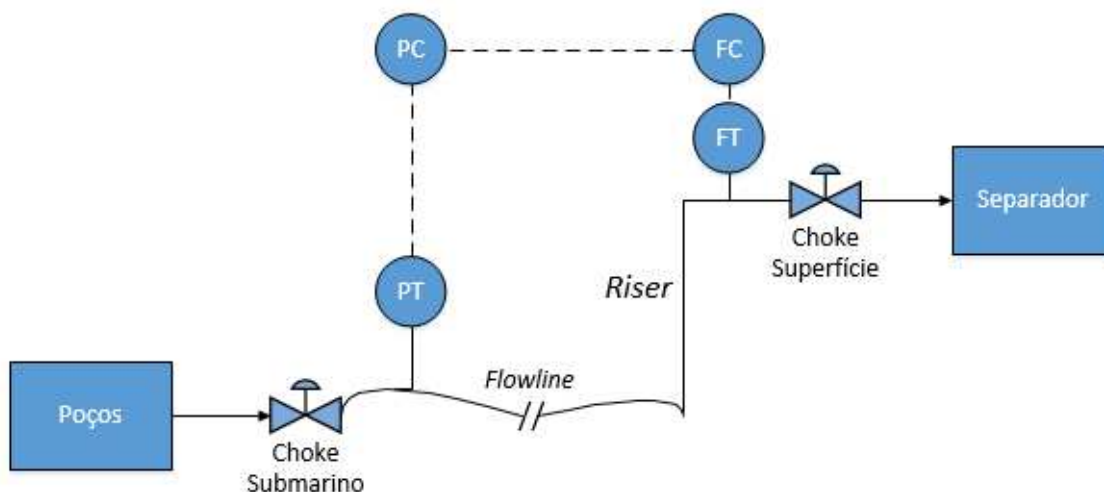 PC
FC
FT
Separador
Choke
Superfície
Riser
PT
Flowline
Poços
Choke
Submarino